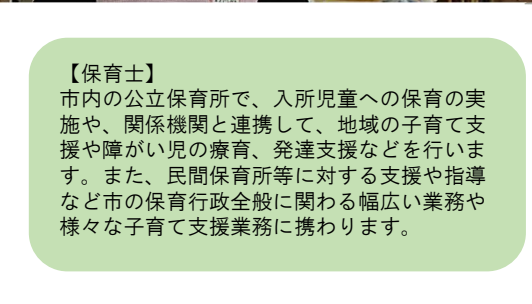 【保育士】
市内の公立保育所で、入所児童への保育の実
施や、関係機関と連携して、地域の子育て支
援や障がい児の療育、発達支援などを行いま
す。また、民間保育所等に対する支援や指導
など市の保育行政全般に関わる幅広い業務や
様々な子育て支援業務に携わります。